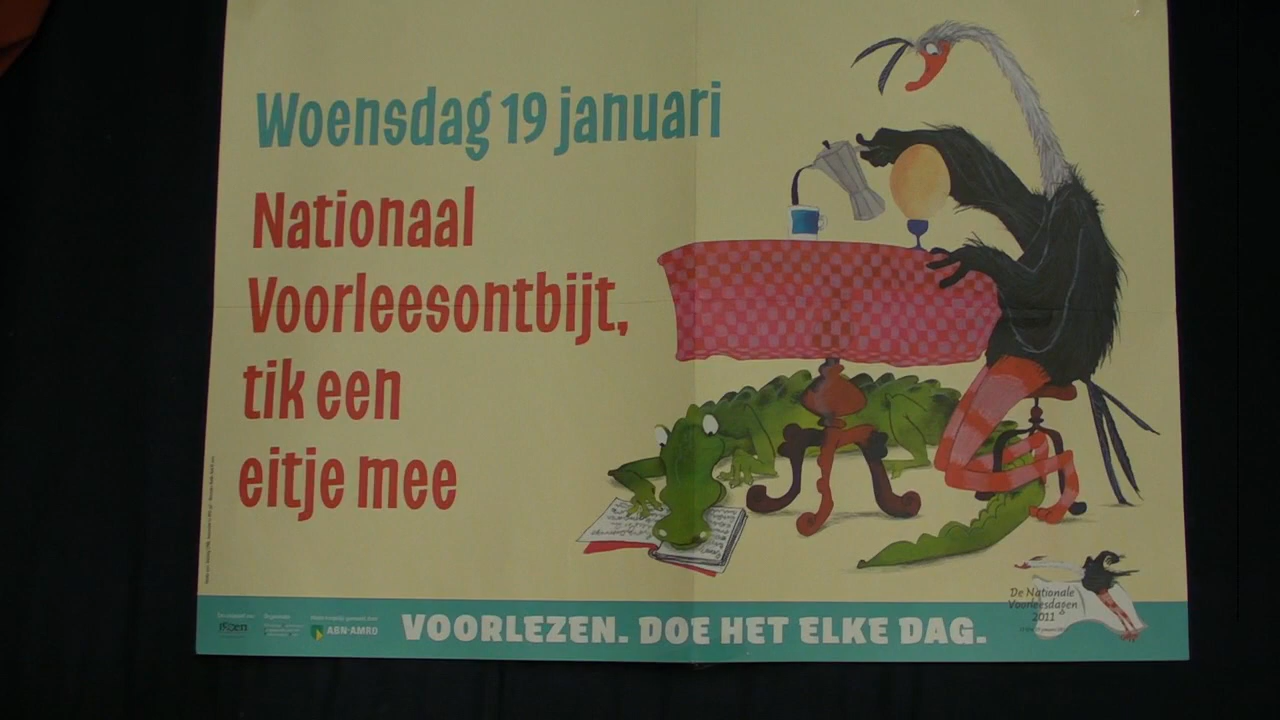 Woensdag 19 januari
Nationaal
Voorleesontbijt,
tik een
eitje mee
ABN·AMRO
VOORLEZEN. DOE HET ELKE DAG.
De Nationale
Voorleesdagen
2011